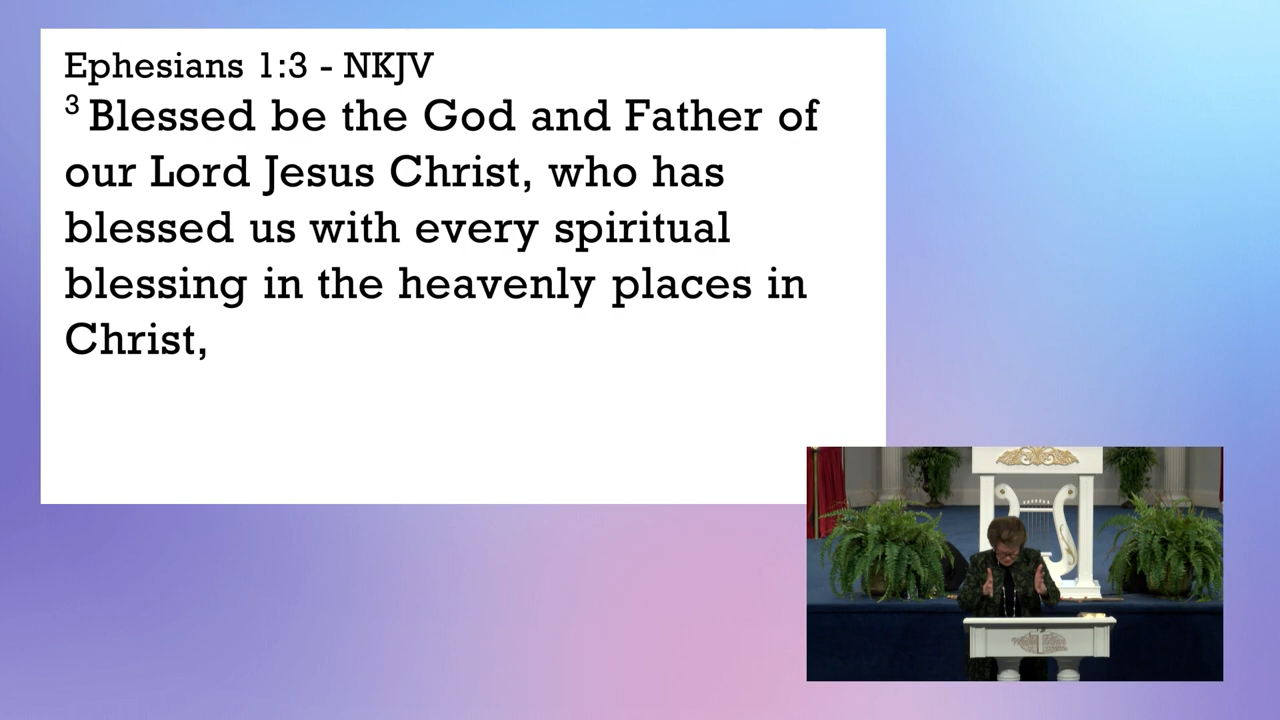 Ephesians 1:3 - NKJV
3 Blessed be the God and Father of
our Lord Jesus Christ, who has
blessed us with every spiritual
blessing in the heavenly places in
Christ,